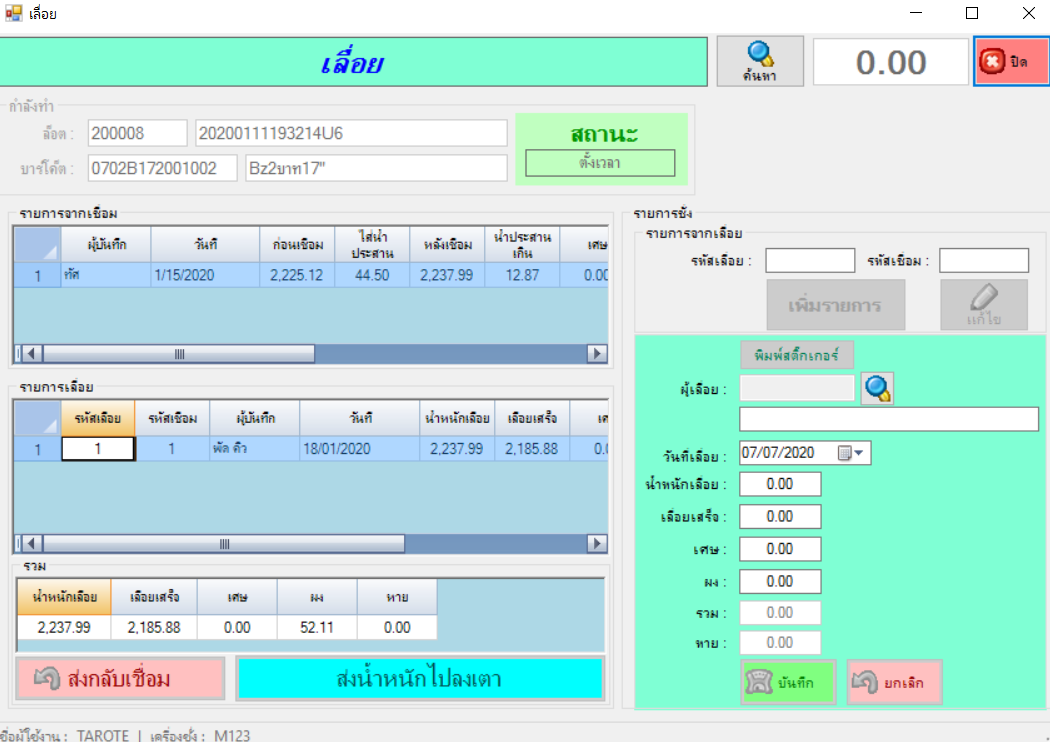 เลื่อย
เลื่อย
ค้นหา
0.00
ปิด
กำลังทำ
ล็อต : 200008 20200111193214U6
บาร์โค้ด : 0702B172001002 Bz2บาท17"
สถานะ
ตั้งเวลา
รายการจากเชื่อม
ผู้บันทึก วันที่ ก่อนเชื่อม ใส่น้ำประสาน หลังเชื่อม น้ำประสานเกิน เศษ
1 ทัส 1/15/2020 2,225.12 44.50 2,237.99 12.87 0.00
รายการเลื่อย
รหัสเลื่อย รหัสเชื่อม ผู้บันทึก วันที่ น้ำหนักเลื่อย เลื่อยเสร็จ
1 1 1 พัล คิว 18/01/2020 2,237.99 2,185.88
รวม
น้ำหนักเลื่อย เลื่อยเสร็จ เศษ ผง หาย
2,237.99 2,185.88 0.00 52.11 0.00
ส่งกลับเชื่อม
ส่งน้ำหนักไปลงเตา
รายการชั่ง
รายการจากเลื่อย
รหัสเลื่อย : รหัสเชื่อม :
เพิ่มรายการ
แก้ไข
พิมพ์สติ๊กเกอร์
ผู้เลื่อย :
วันที่เลื่อย : 07/07/2020
น้ำหนักเลื่อย : 0.00
เลื่อยเสร็จ : 0.00
เศษ : 0.00
ผง : 0.00
รวม : 0.00
หาย : 0.00
บันทึก
ยกเลิก
ชื่อผู้ใช้งาน : TAROTE | เครื่องชั่ง : M123